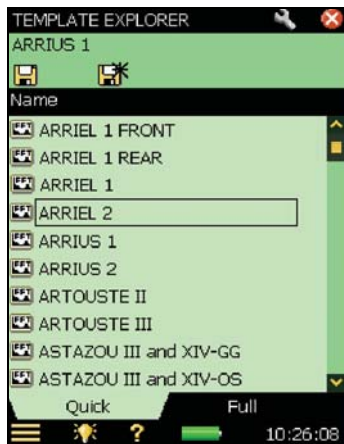 TEMPLATE EXPLORER
ARRIUS 1
Name
ARRIEL 1 FRONT
ARRIEL 1 REAR
ARRIEL 1
ARRIEL 2
ARRIUS 1
ARRIUS 2
ARTOUSTE II
ARTOUSTE III
ASTAZOU III and XIV-GG
ASTAZOU III and XIV-OS
Quick Full
? 10:26:08